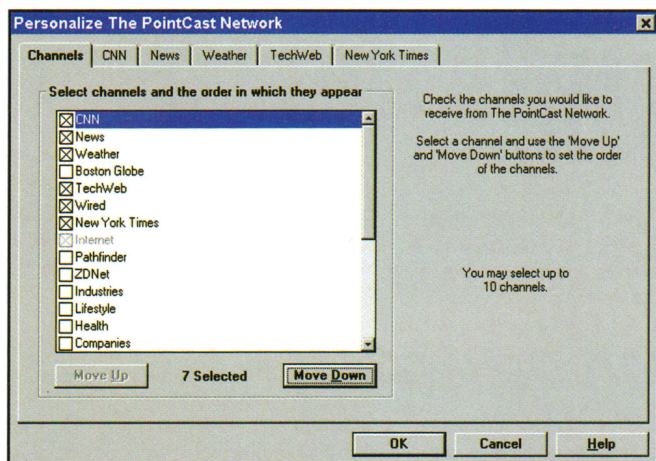 Personalize The PointCast Network
Channels CNN News Weather TechWeb New York Times
Select channels and the order in which they appear
CNN
News
Weather
Boston Globe
TechWeb
Wired
New York Times
Internet
Pathfinder
ZDNet
Industries
Lifestyle
Health
Companies
Move Up 7 Selected Move Down
Check the channels you would like to
receive from The PointCast Network.
Select a channel and use the 'Move Up'
and 'Move Down' buttons to set the order
of the channels.
You may select up to
10 channels.
OK Cancel Help